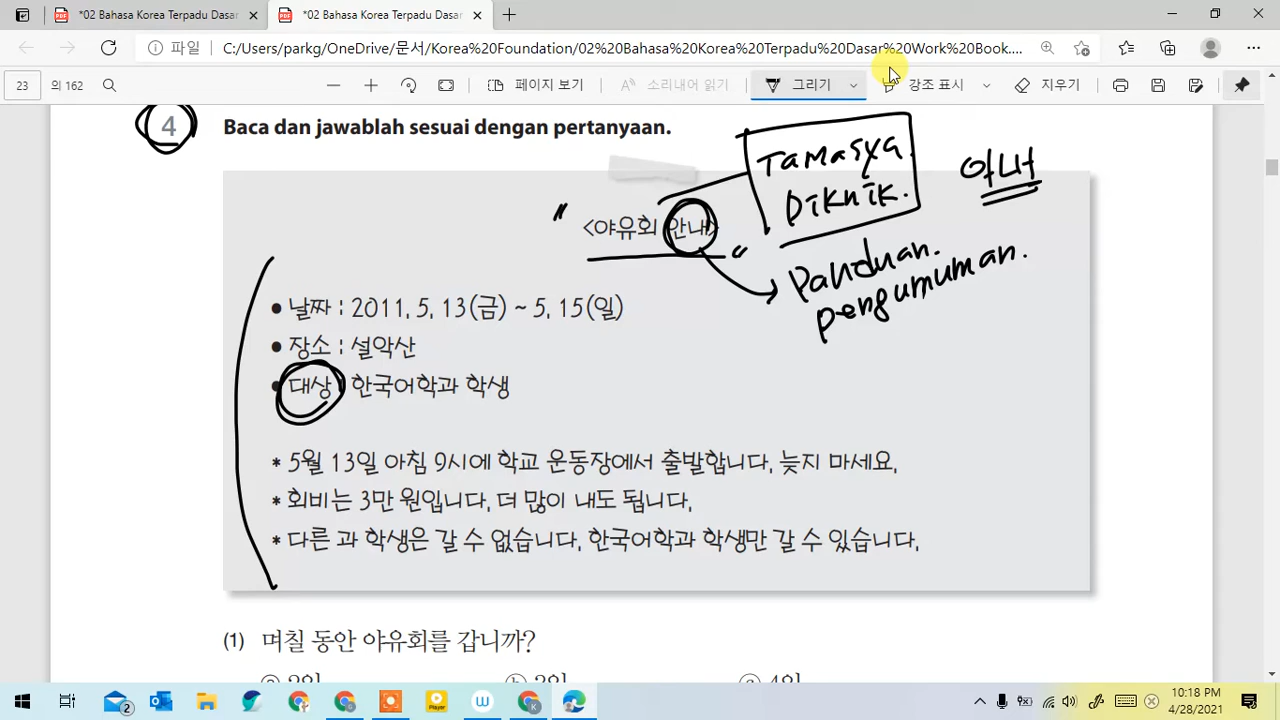 *02 Bahasa Korea Terpadu Dasar
*02 Bahasa Korea Terpadu Dasar
파일 C:/Users/parkg/OneDrive/문서/Korea%20Foundation/02%20Bahasa%20Korea%20Terpadu%20Dasar%20Work%20Book....
23 의 162 페이지 보기 소리내어 읽기 그리기 강조 표시 지우기
4 Baca dan jawablah sesuai dengan pertanyaan.
Tamasya.
Piknik.
<야유회 안내>
Panduan.
pengumuman.
• 날짜 : 2011. 5. 13(금) ~ 5. 15(일)
• 장소 : 설악산
• 대상 : 한국어학과 학생
* 5월 13일 아침 9시에 학교 운동장에서 출발합니다. 늦지 마세요.
* 회비는 3만 원입니다. 더 많이 내도 됩니다.
* 다른 과 학생은 갈 수 없습니다. 한국어학과 학생만 갈 수 있습니다.
(1) 며칠 동안 야유회를 갑니까?
2
10:18 PM
4/28/2021